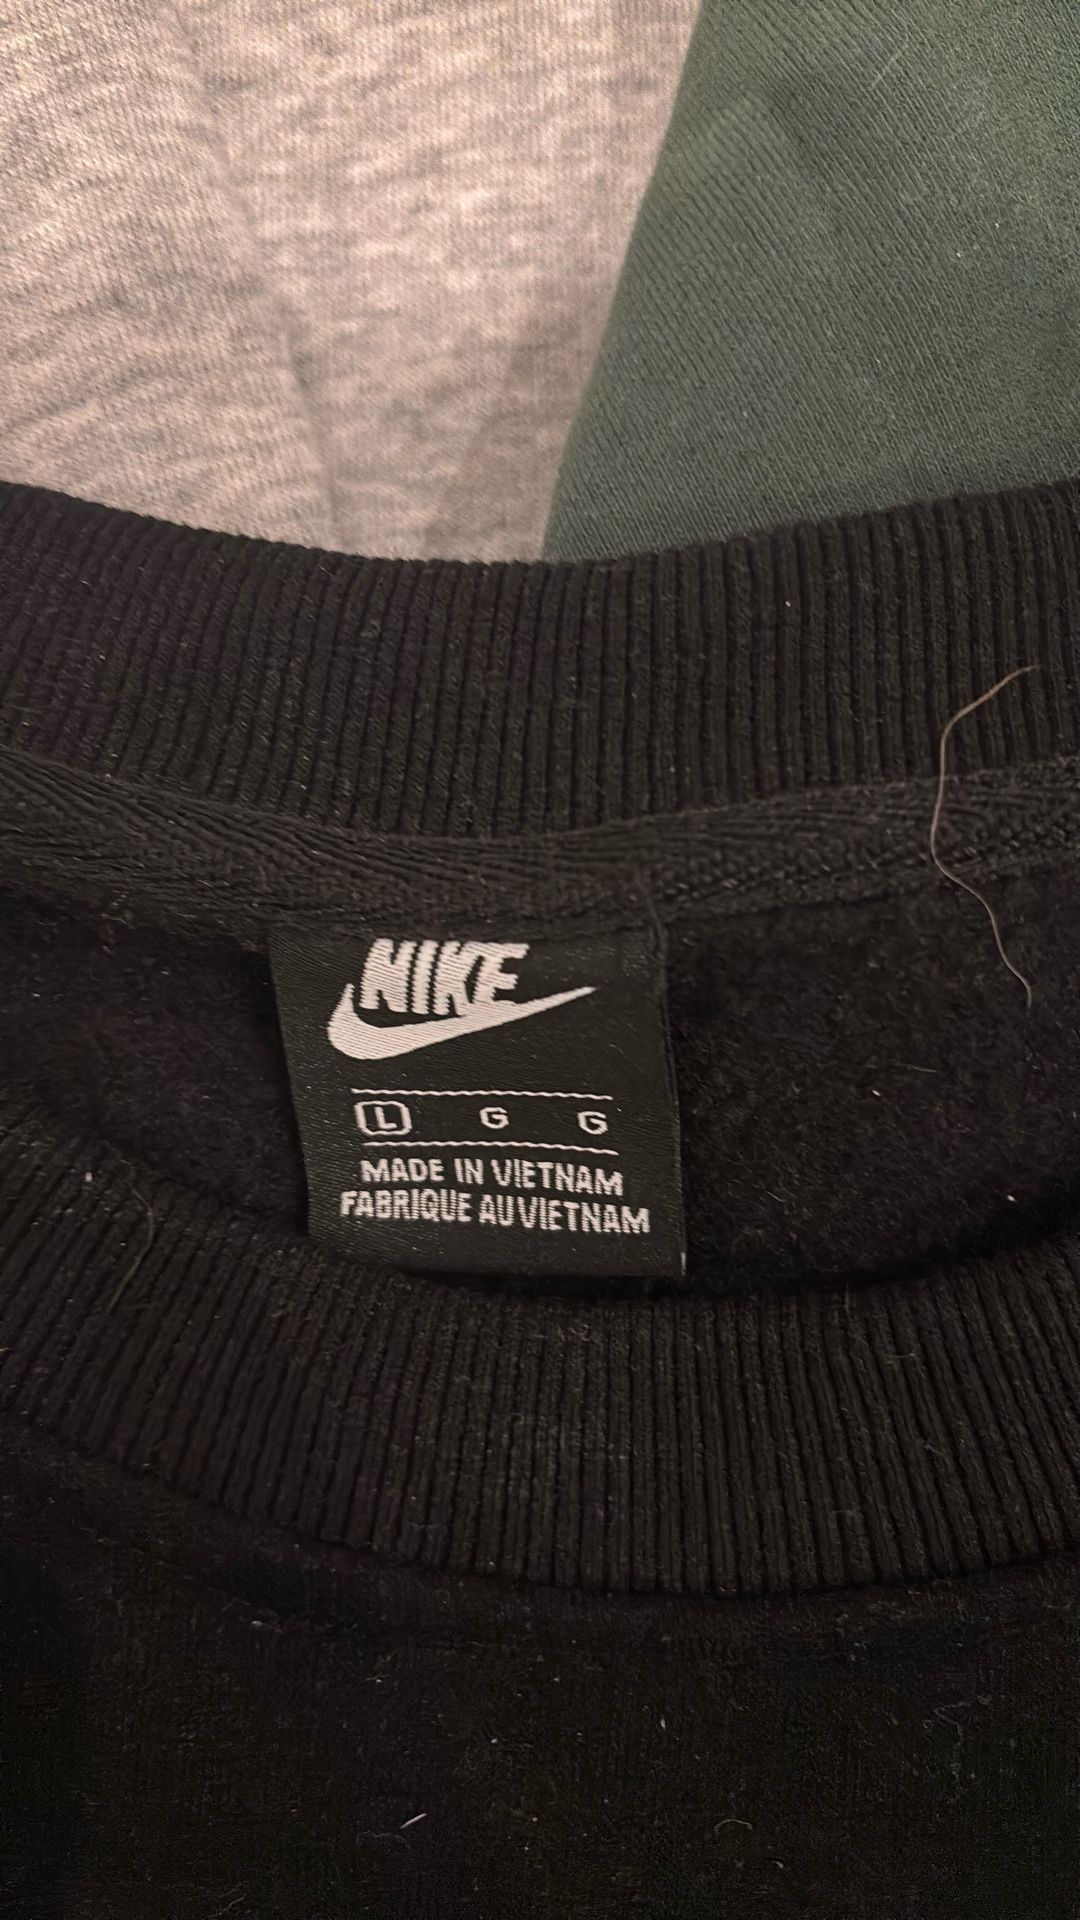 NIKE
L G G
MADE IN VIETNAM
FABRIQUE AU VIETNAM